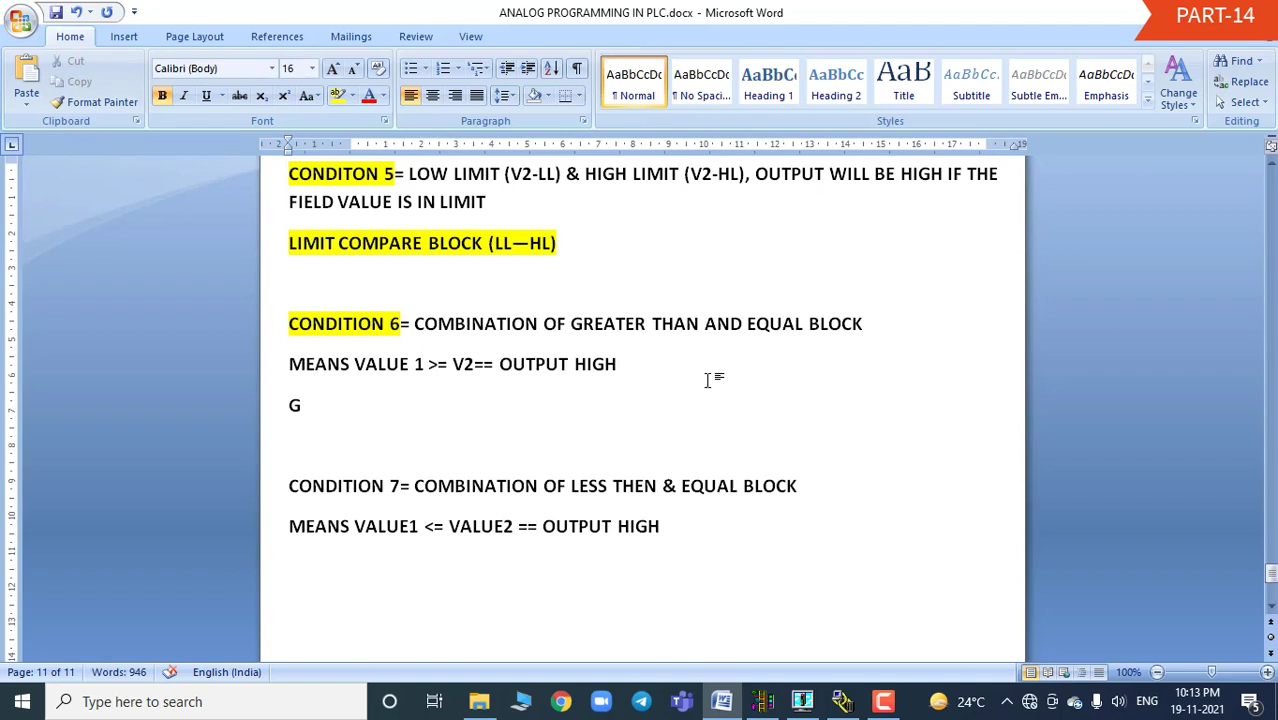 ANALOG PROGRAMMING IN PLC.docx - Microsoft Word
PART-14
Home Insert Page Layout References Mailings Review View
Paste
Cut
Copy
Format Painter
Clipboard
Calibri (Body) 16
Font
Paragraph
AaBbCcDc ¶ Normal
AaBbCcDc ¶ No Spaci...
AaBbCc Heading 1
AaBbCc Heading 2
AaB Title
AaBbCc Subtitle
AaBbCcDc Subtle Em...
AaBbCcDc Emphasis
Change Styles
Styles
Find
Replace
Select
Editing
CONDITON 5= LOW LIMIT (V2-LL) & HIGH LIMIT (V2-HL), OUTPUT WILL BE HIGH IF THE
FIELD VALUE IS IN LIMIT
LIMIT COMPARE BLOCK (LL—HL)
CONDITION 6= COMBINATION OF GREATER THAN AND EQUAL BLOCK
MEANS VALUE 1 >= V2== OUTPUT HIGH
G
CONDITION 7= COMBINATION OF LESS THEN & EQUAL BLOCK
MEANS VALUE1 <= VALUE2 == OUTPUT HIGH
Page: 11 of 11 Words: 946 English (India) 100%
Type here to search
24°C ENG 10:13 PM
19-11-2021